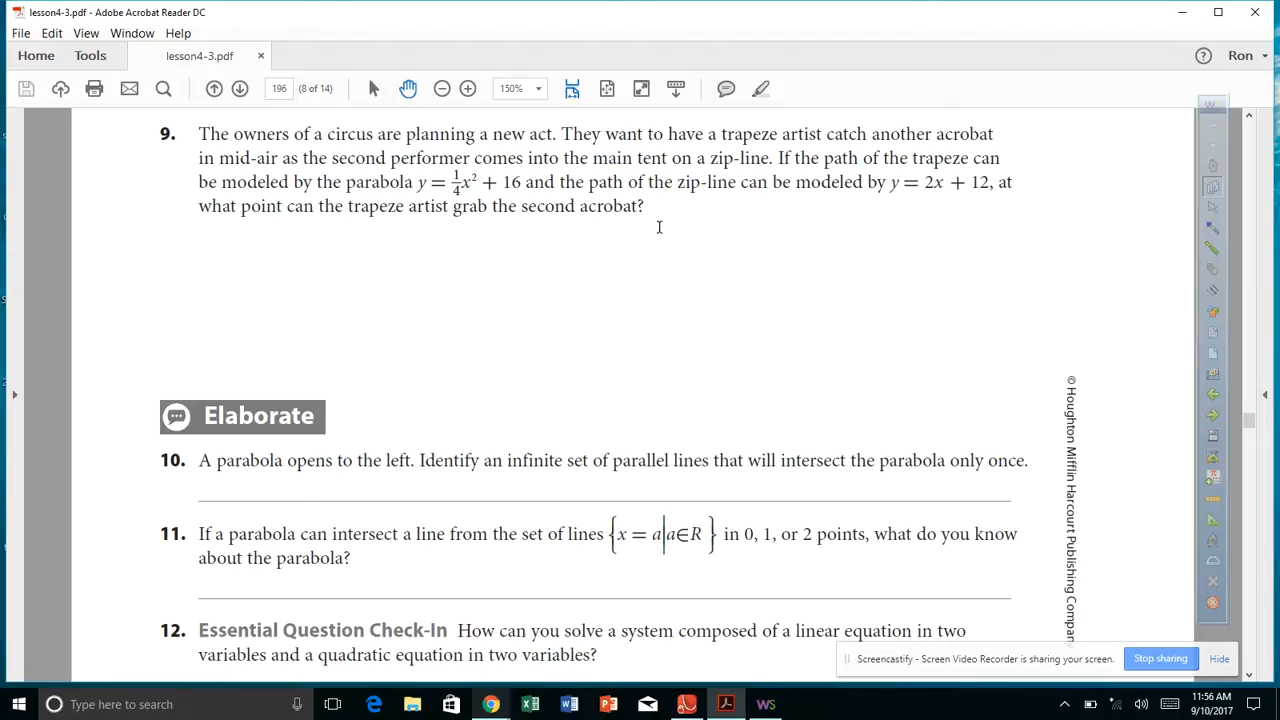 lesson4-3.pdf - Adobe Acrobat Reader DC
File Edit View Window Help
Home Tools lesson4-3.pdf × Ron
196 (8 of 14) 150%
9. The owners of a circus are planning a new act. They want to have a trapeze artist catch another acrobat
in mid-air as the second performer comes into the main tent on a zip-line. If the path of the trapeze can
be modeled by the parabola y = 1/4 x² + 16 and the path of the zip-line can be modeled by y = 2x + 12, at
what point can the trapeze artist grab the second acrobat?
Elaborate
10. A parabola opens to the left. Identify an infinite set of parallel lines that will intersect the parabola only once.
11. If a parabola can intersect a line from the set of lines {x = a|a∈R} in 0, 1, or 2 points, what do you know
about the parabola?
12. Essential Question Check-In How can you solve a system composed of a linear equation in two
variables and a quadratic equation in two variables?
© Houghton Mifflin Harcourt Publishing Company
Screencastify - Screen Video Recorder is sharing your screen. Stop sharing Hide
Type here to search
11:56 AM
9/10/2017